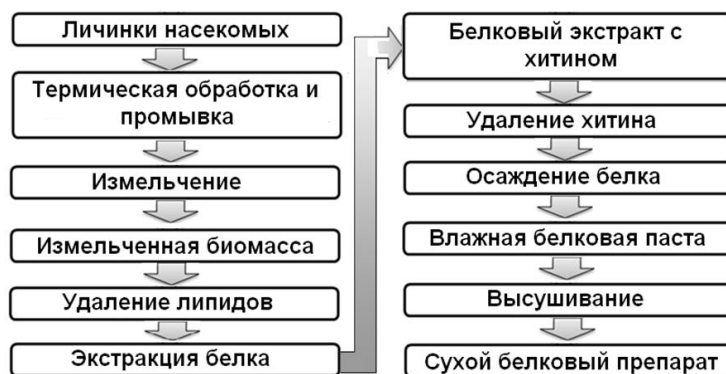 Личинки насекомых
Термическая обработка и
промывка
Измельчение
Измельченная биомасса
Удаление липидов
Экстракция белка
Белковый экстракт с
хитином
Удаление хитина
Осаждение белка
Влажная белковая паста
Высушивание
Сухой белковый препарат